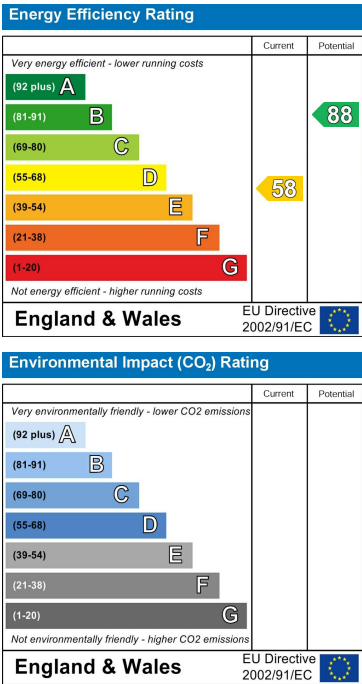 Energy Efficiency Rating
Current Potential
Very energy efficient - lower running costs
(92 plus) A
(81-91) B
88
(69-80) C
(55-68) D
58
(39-54) E
(21-38) F
(1-20) G
Not energy efficient - higher running costs
England & Wales
EU Directive
2002/91/EC
Environmental Impact (CO₂) Rating
Current Potential
Very environmentally friendly - lower CO2 emissions
(92 plus) A
(81-91) B
(69-80) C
(55-68) D
(39-54) E
(21-38) F
(1-20) G
Not environmentally friendly - higher CO2 emissions
England & Wales
EU Directive
2002/91/EC